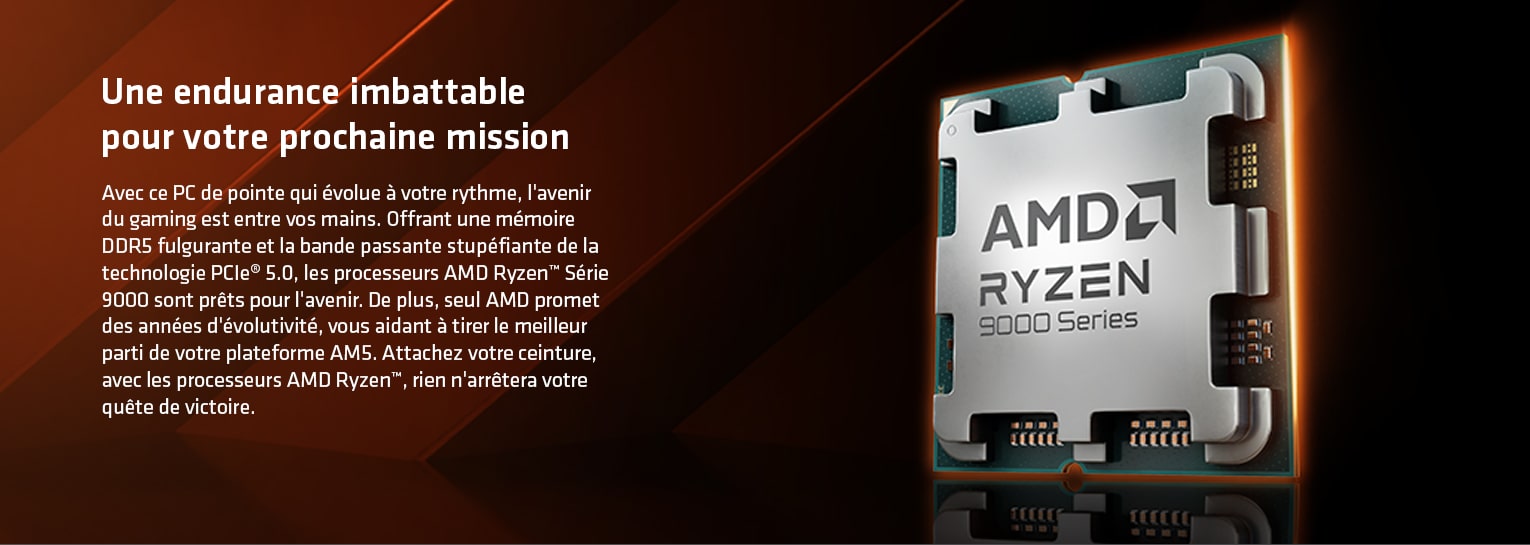 Une endurance imbattable
pour votre prochaine mission
Avec ce PC de pointe qui évolue à votre rythme, l'avenir
du gaming est entre vos mains. Offrant une mémoire
DDR5 fulgurante et la bande passante stupéfiante de la
technologie PCIe® 5.0, les processeurs AMD Ryzen™ Série
9000 sont prêts pour l'avenir. De plus, seul AMD promet
des années d'évolutivité, vous aidant à tirer le meilleur
parti de votre plateforme AM5. Attachez votre ceinture,
avec les processeurs AMD Ryzen™, rien n'arrêtera votre
quête de victoire.
AMD
RYZEN
9000 Series